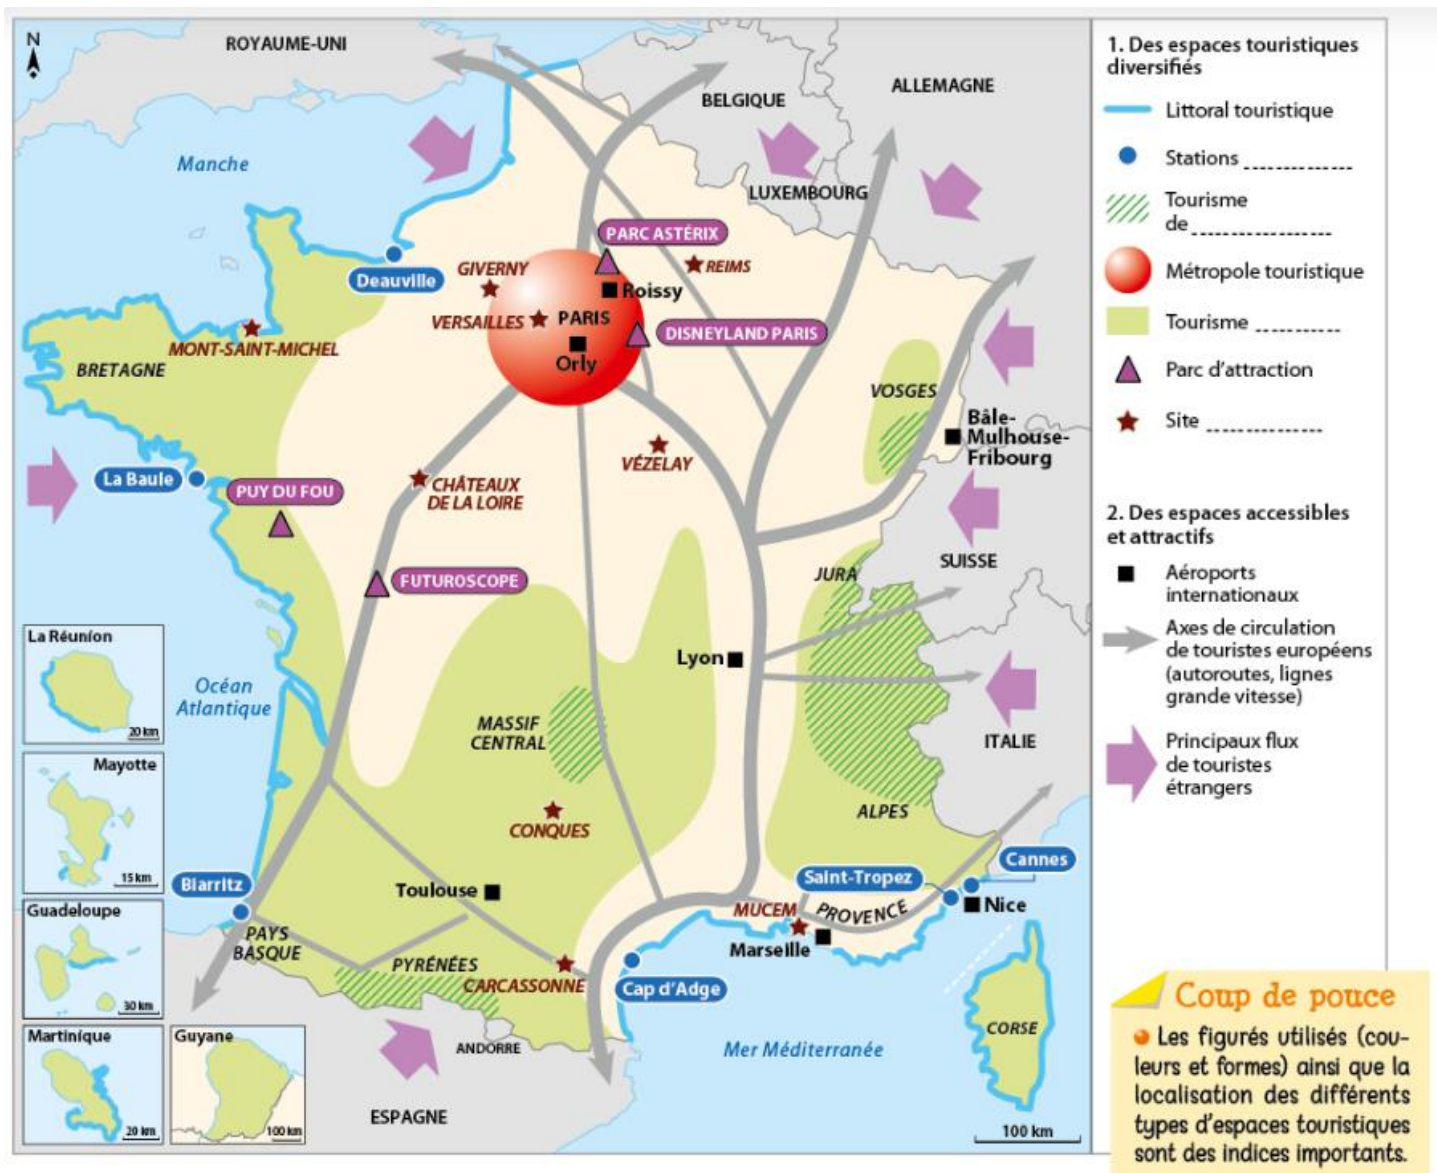 N
ROYAUME-UNI
BELGIQUE
ALLEMAGNE
Manche
LUXEMBOURG
PARC ASTÉRIX
Deauville
GIVERNY
REIMS
Roissy
VERSAILLES
PARIS
DISNEYLAND PARIS
MONT-SAINT-MICHEL
Orly
BRETAGNE
VOSGES
Bâle-
Mulhouse-
Fribourg
VÉZELAY
La Baule
PUY DU FOU
CHÂTEAUX
DE LA LOIRE
SUISSE
JURA
FUTUROSCOPE
La Réunion
20 km
Lyon
Océan
Atlantique
MASSIF
CENTRAL
ITALIE
Mayotte
15 km
ALPES
CONQUES
Cannes
Biarritz
Toulouse
Saint-Tropez
Guadeloupe
30 km
MUCEM
PROVENCE
Nice
PAYS
BASQUE
Marseille
PYRÉNÉES
CARCASSONNE
Cap d'Adge
Martinique
20 km
Guyane
100 km
ANDORRE
Mer Méditerranée
CORSE
ESPAGNE
100 km
1. Des espaces touristiques
diversifiés
Littoral touristique
Stations ------------
Tourisme
de ----------------
Métropole touristique
Tourisme ----------
Parc d'attraction
Site -------------
2. Des espaces accessibles
et attractifs
Aéroports
internationaux
Axes de circulation
de touristes européens
(autoroutes, lignes
grande vitesse)
Principaux flux
de touristes
étrangers
Coup de pouce
Les figurés utilisés (cou-
leurs et formes) ainsi que la
localisation des différents
types d'espaces touristiques
sont des indices importants.